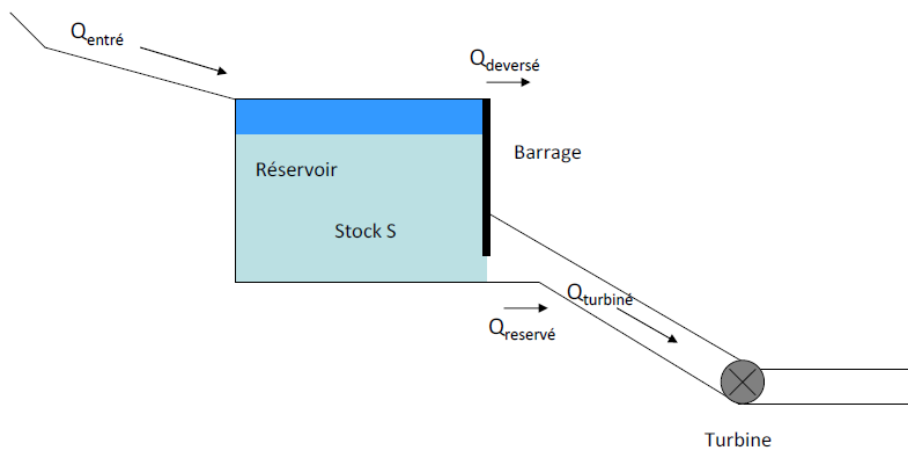 Qentré
Qdeversé
Barrage
Réservoir
Stock S
Qturbiné
Qreservé
Turbine